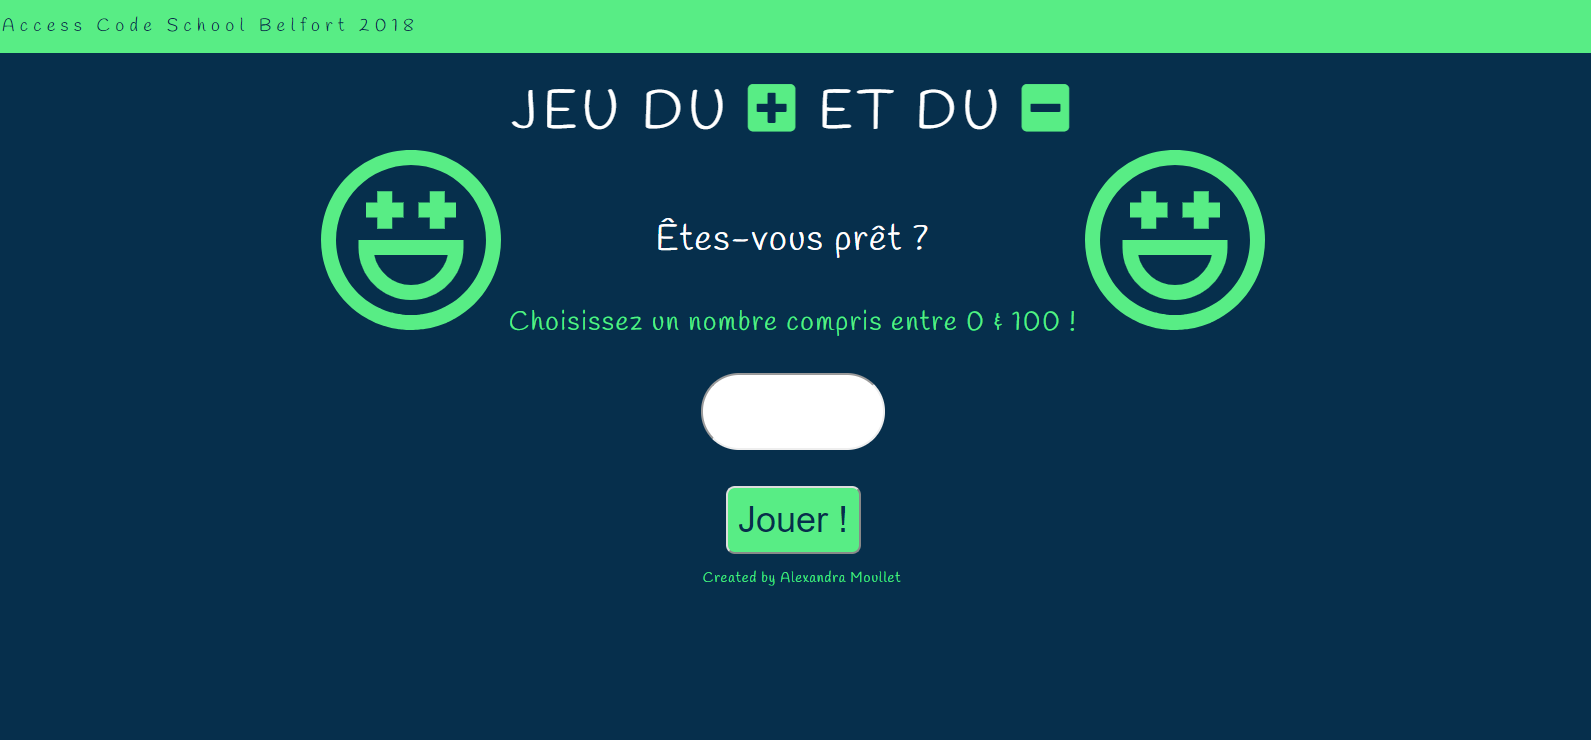 Access Code School Belfort 2018
JEU DU + ET DU -
Êtes-vous prêt ?
Choisissez un nombre compris entre 0 & 100 !
Jouer !
Created by Alexandra Moullet